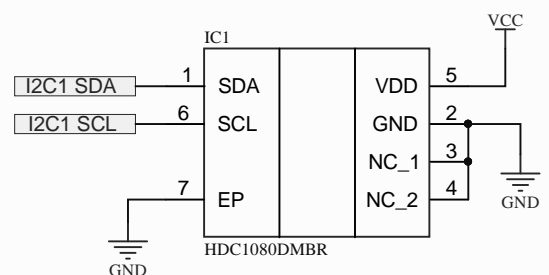 IC1
VCC
I2C1 SDA 1 SDA VDD 5
I2C1 SCL 6 SCL GND 2
NC_1 3
7 EP NC_2 4
GND
HDC1080DMBR
GND